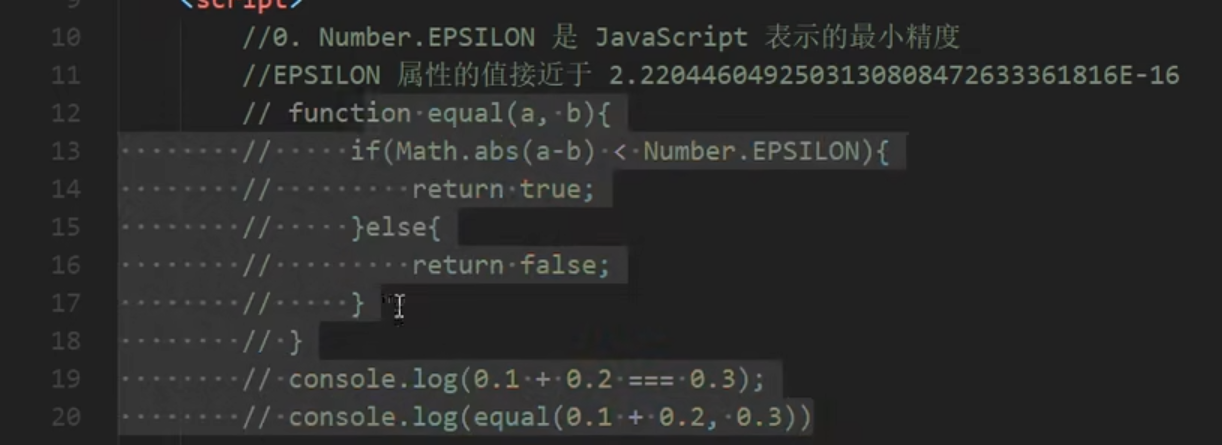 9 <script>
10 //0. Number.EPSILON 是 JavaScript 表示的最小精度
11 //EPSILON 属性的值接近于 2.2204460492503130808472633361816E-16
12 // function equal(a, b){
13 // if(Math.abs(a-b) < Number.EPSILON){
14 // return true;
15 // }else{
16 // return false;
17 // }
18 // }
19 // console.log(0.1 + 0.2 === 0.3);
20 // console.log(equal(0.1 + 0.2, 0.3))